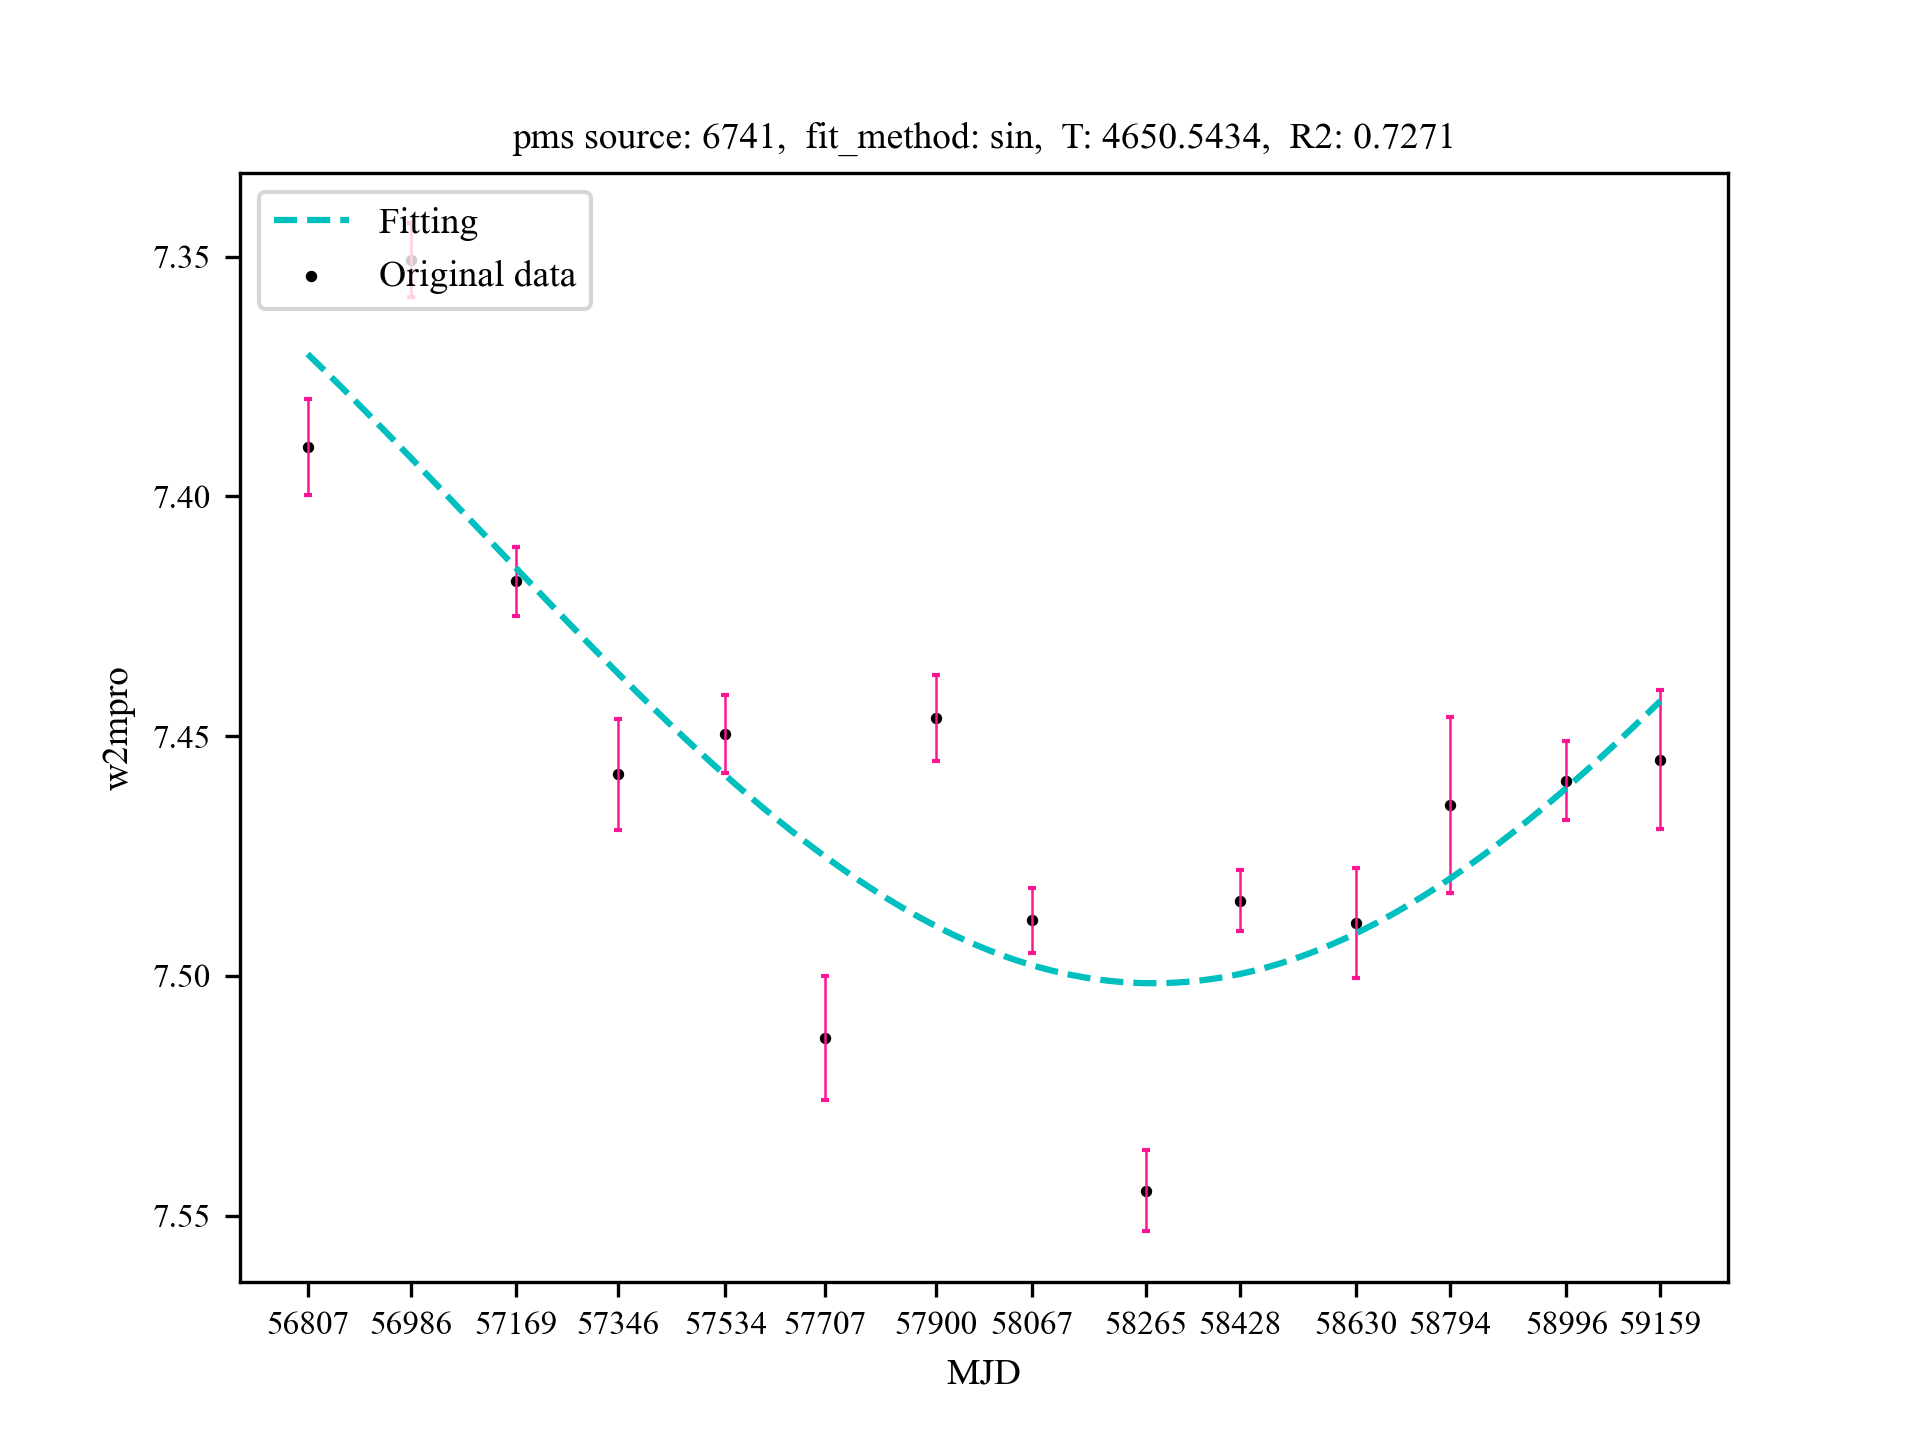 pms source: 6741, fit_method: sin, T: 4650.5434, R2: 0.7271
Fitting
Original data
7.35
7.40
7.45
7.50
7.55
w2mpro
56807 56986 57169 57346 57534 57707 57900 58067 58265 58428 58630 58794 58996 59159
MJD